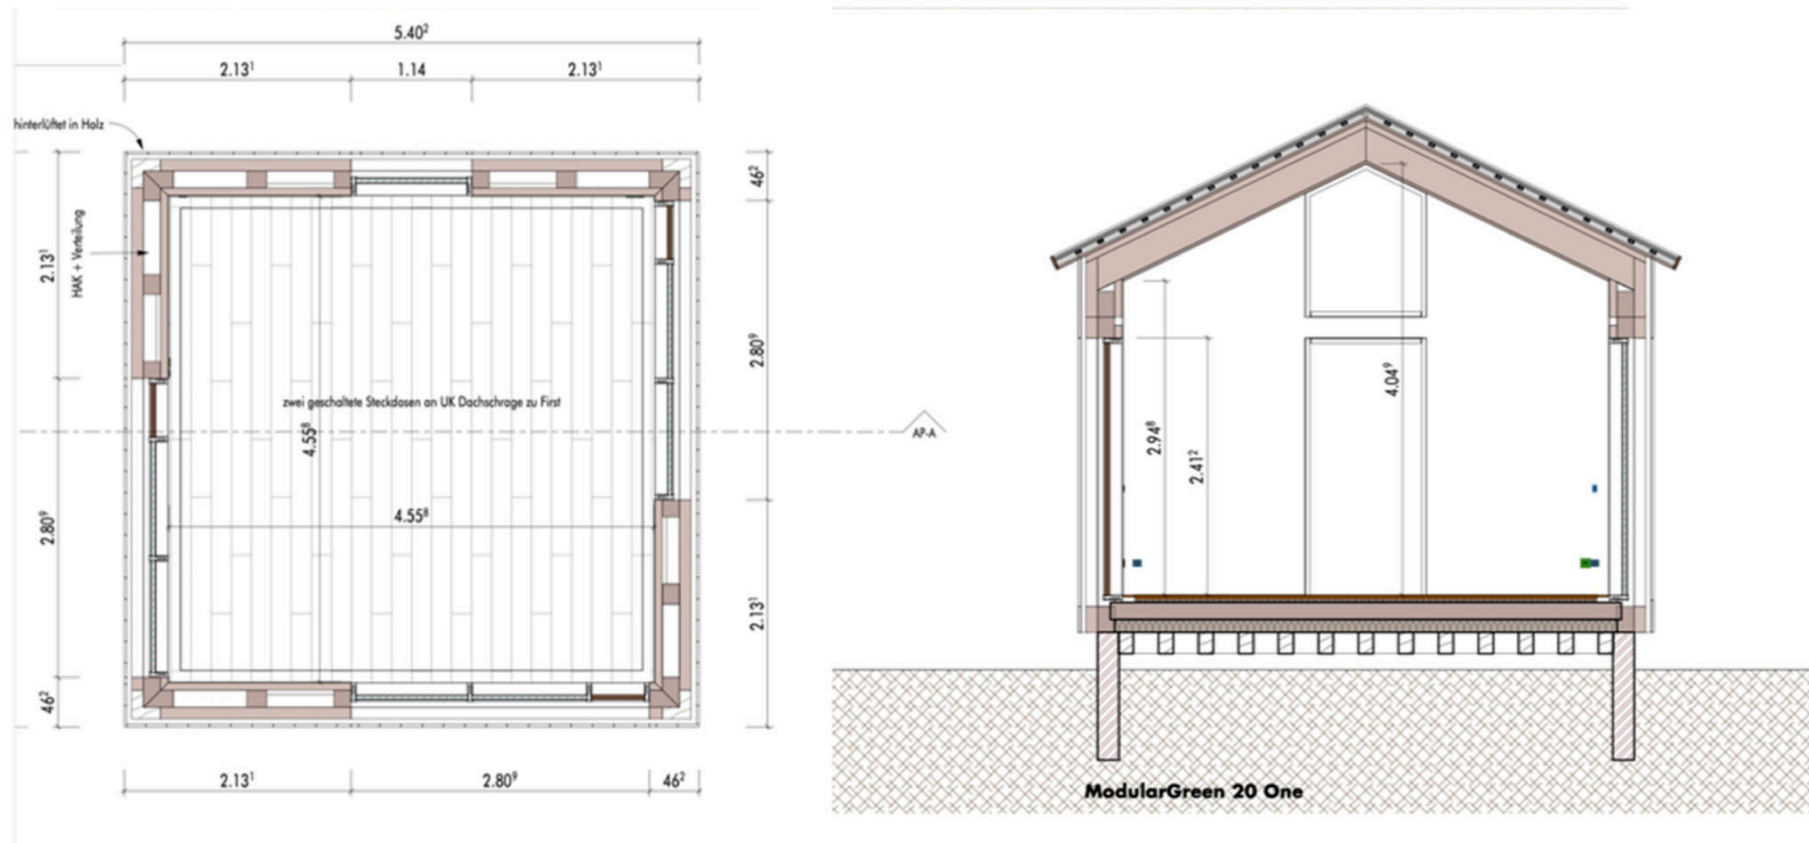 5.40²
2.13¹ 1.14 2.13¹
hinterlüftet in Holz
46²
2.13¹
HAK + Verteilung
2.80⁹
zwei geschaltete Steckdosen an UK Dachschrage zu First
4.55⁸
AP-A
4.55⁸
2.80⁹
2.13¹
46²
2.13¹ 2.80⁹ 46²
4.04⁹
2.94⁸
2.41²
ModularGreen 20 One